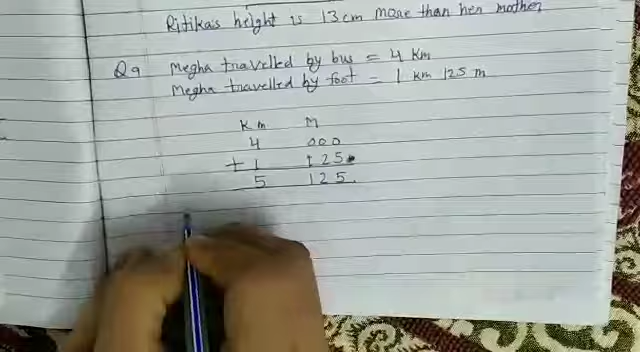 Ritikas height is 13 cm more than her mother
Q9 Megha travelled by bus = 4 Km
Megha travelled by foot = 1 km 125 m
Km M
4 000
+ 1 125
5 125